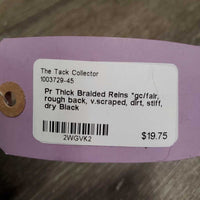 The Tack Collector
1003729-45
Pr Thick Braided Reins *gc/fair,
rough back, v.scraped, dirt, stiff,
dry Black
$19.75
2WGVK2